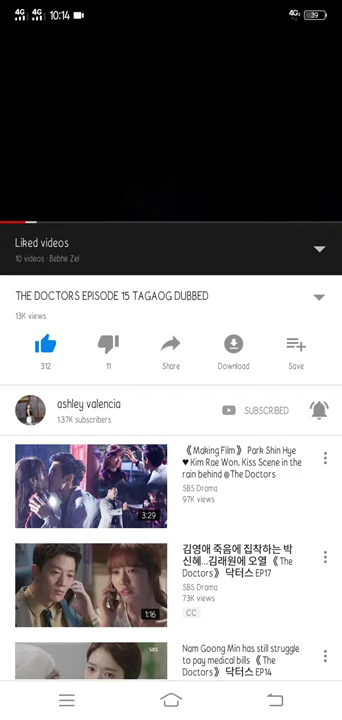 4G 4G 10:14 4G 39
Liked videos
10 videos · Bebhe Zel
THE DOCTORS EPISODE 15 TAGAOG DUBBED
13K views
312 11 Share Download Save
ashley valencia
1.37K subscribers
SUBSCRIBED
《Making Film》 Park Shin Hye
♥ Kim Rae Won, Kiss Scene in the
rain behind @The Doctors
SBS Drama
97K views
3:29
김영애 죽음에 집착하는 박
신혜...김래원에 오열 《The
Doctors》 닥터스 EP17
SBS Drama
73K views
CC
1:16
SBS
Nam Goong Min has still struggle
to pay medical bills 《The
Doctors》 닥터스 EP14